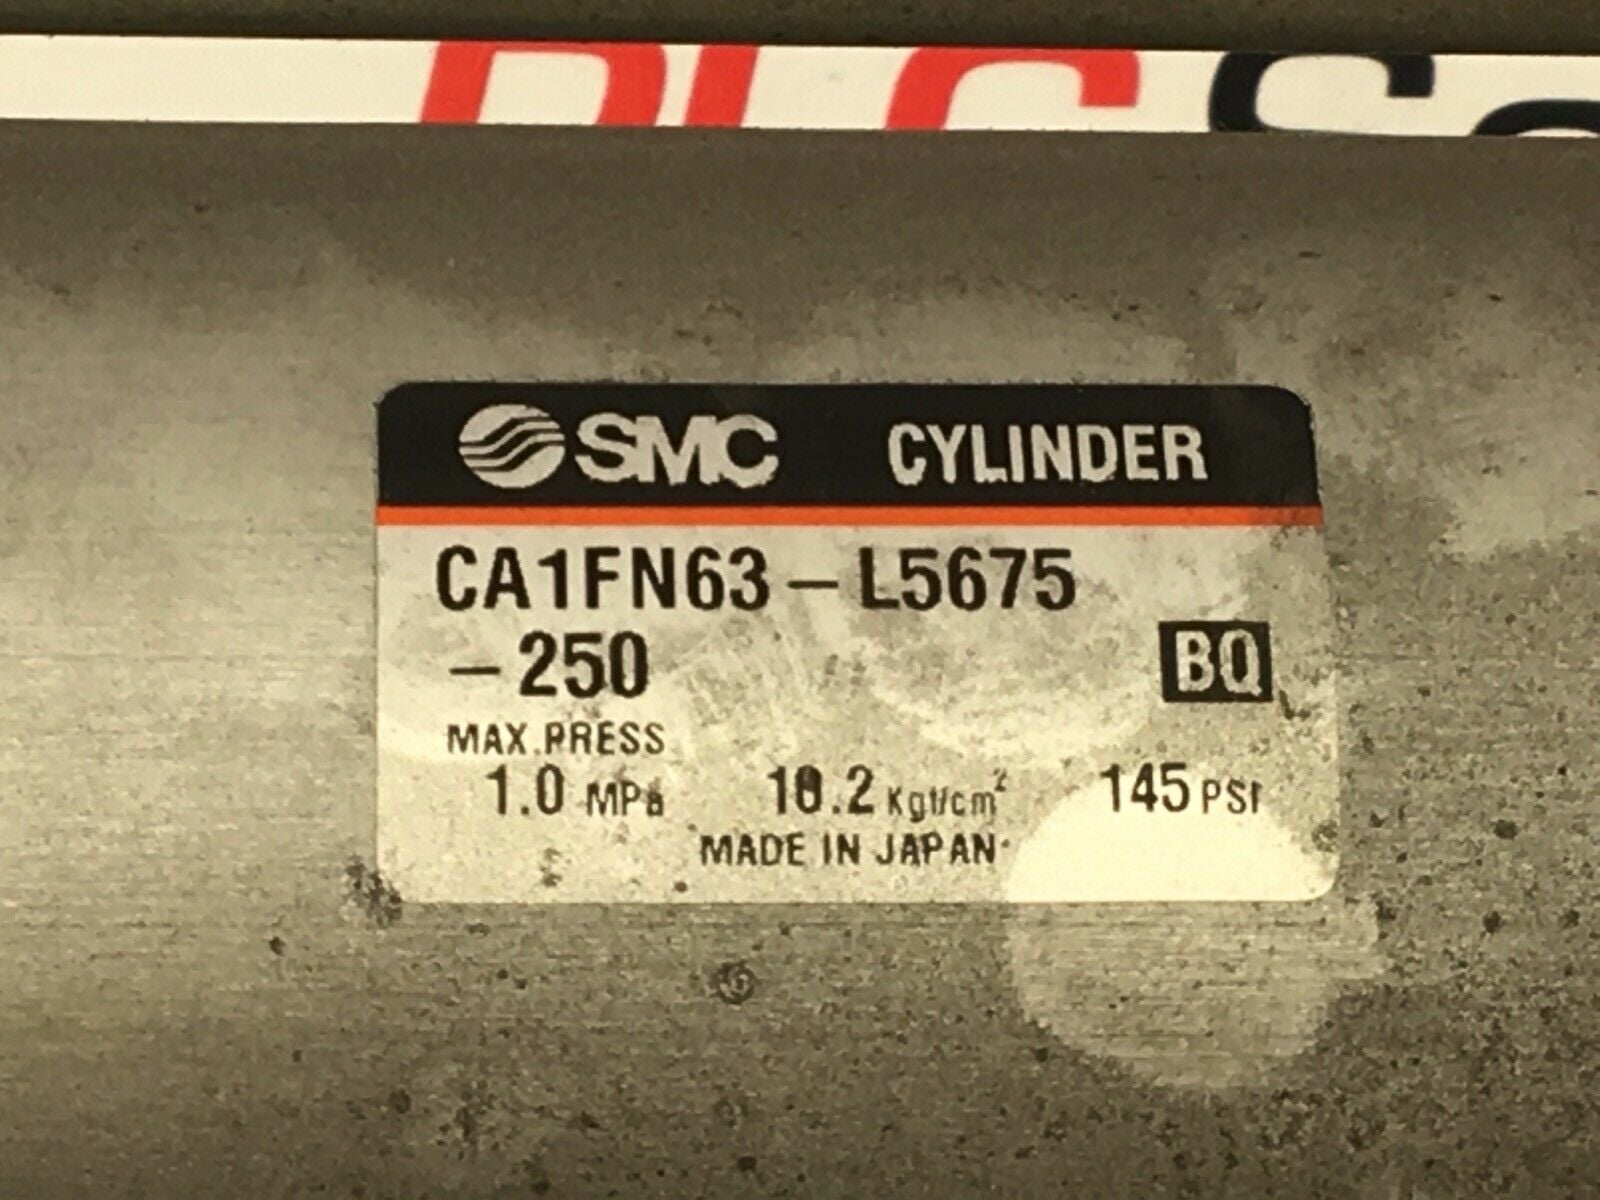 SMC CYLINDER
CA1FN63-L5675
-250 BQ
MAX.PRESS
1.0 MPa 10.2 Kgf/cm² 145 PSI
MADE IN JAPAN